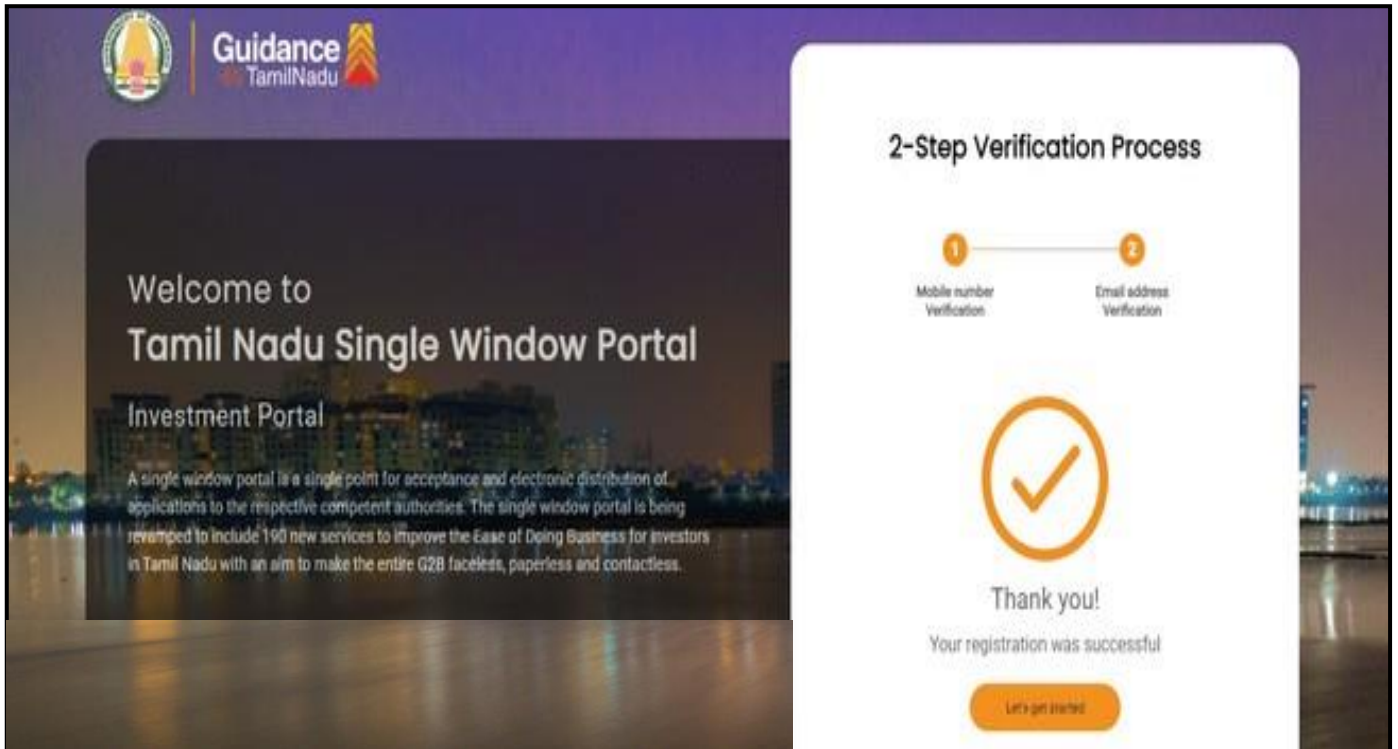 Guidance
TamilNadu
Welcome to
Tamil Nadu Single Window Portal
Investment Portal
A single window portal is a single point for acceptance and electronic distribution of
applications to the respective competent authorities. The single window portal is being
revamped to include 190 new services to improve the Ease of Doing Business for investors
in Tamil Nadu with an aim to make the entire G2B faceless, paperless and contactless.
2-Step Verification Process
1
2
Mobile number
Verification
Email address
Verification
Thank you!
Your registration was successful
Let's get started